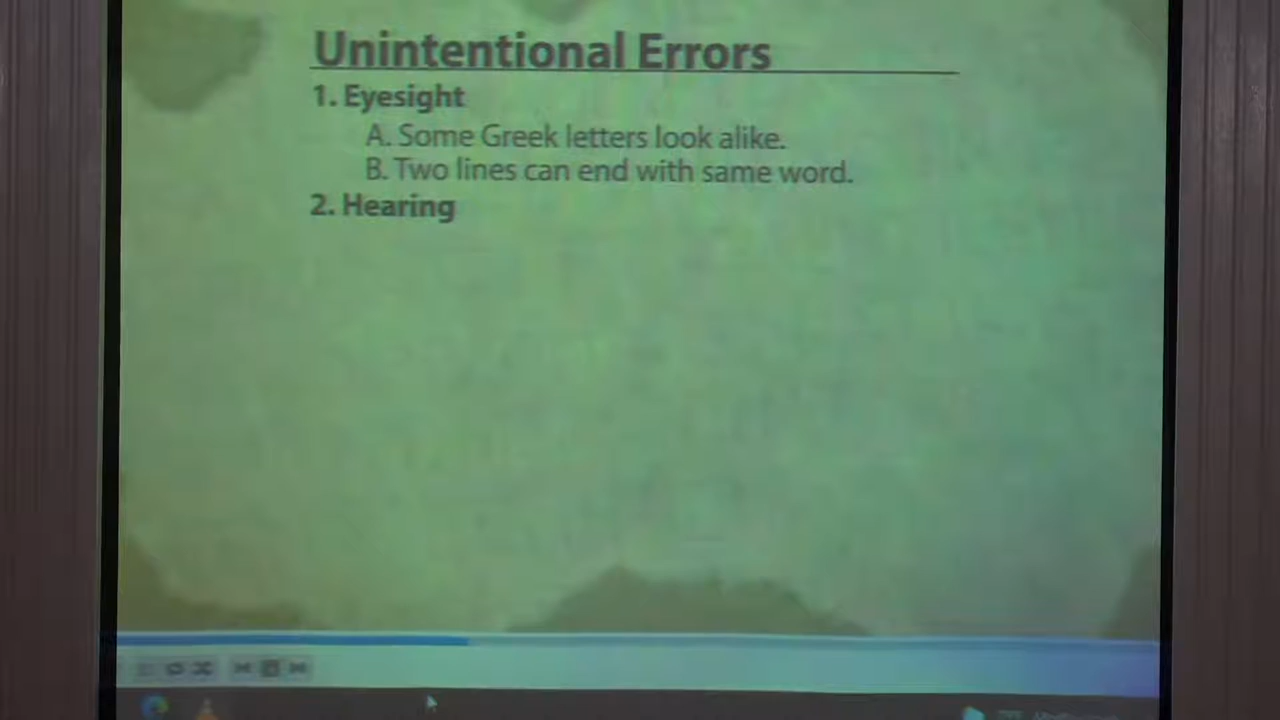 Unintentional Errors
1. Eyesight
A. Some Greek letters look alike.
B. Two lines can end with same word.
2. Hearing